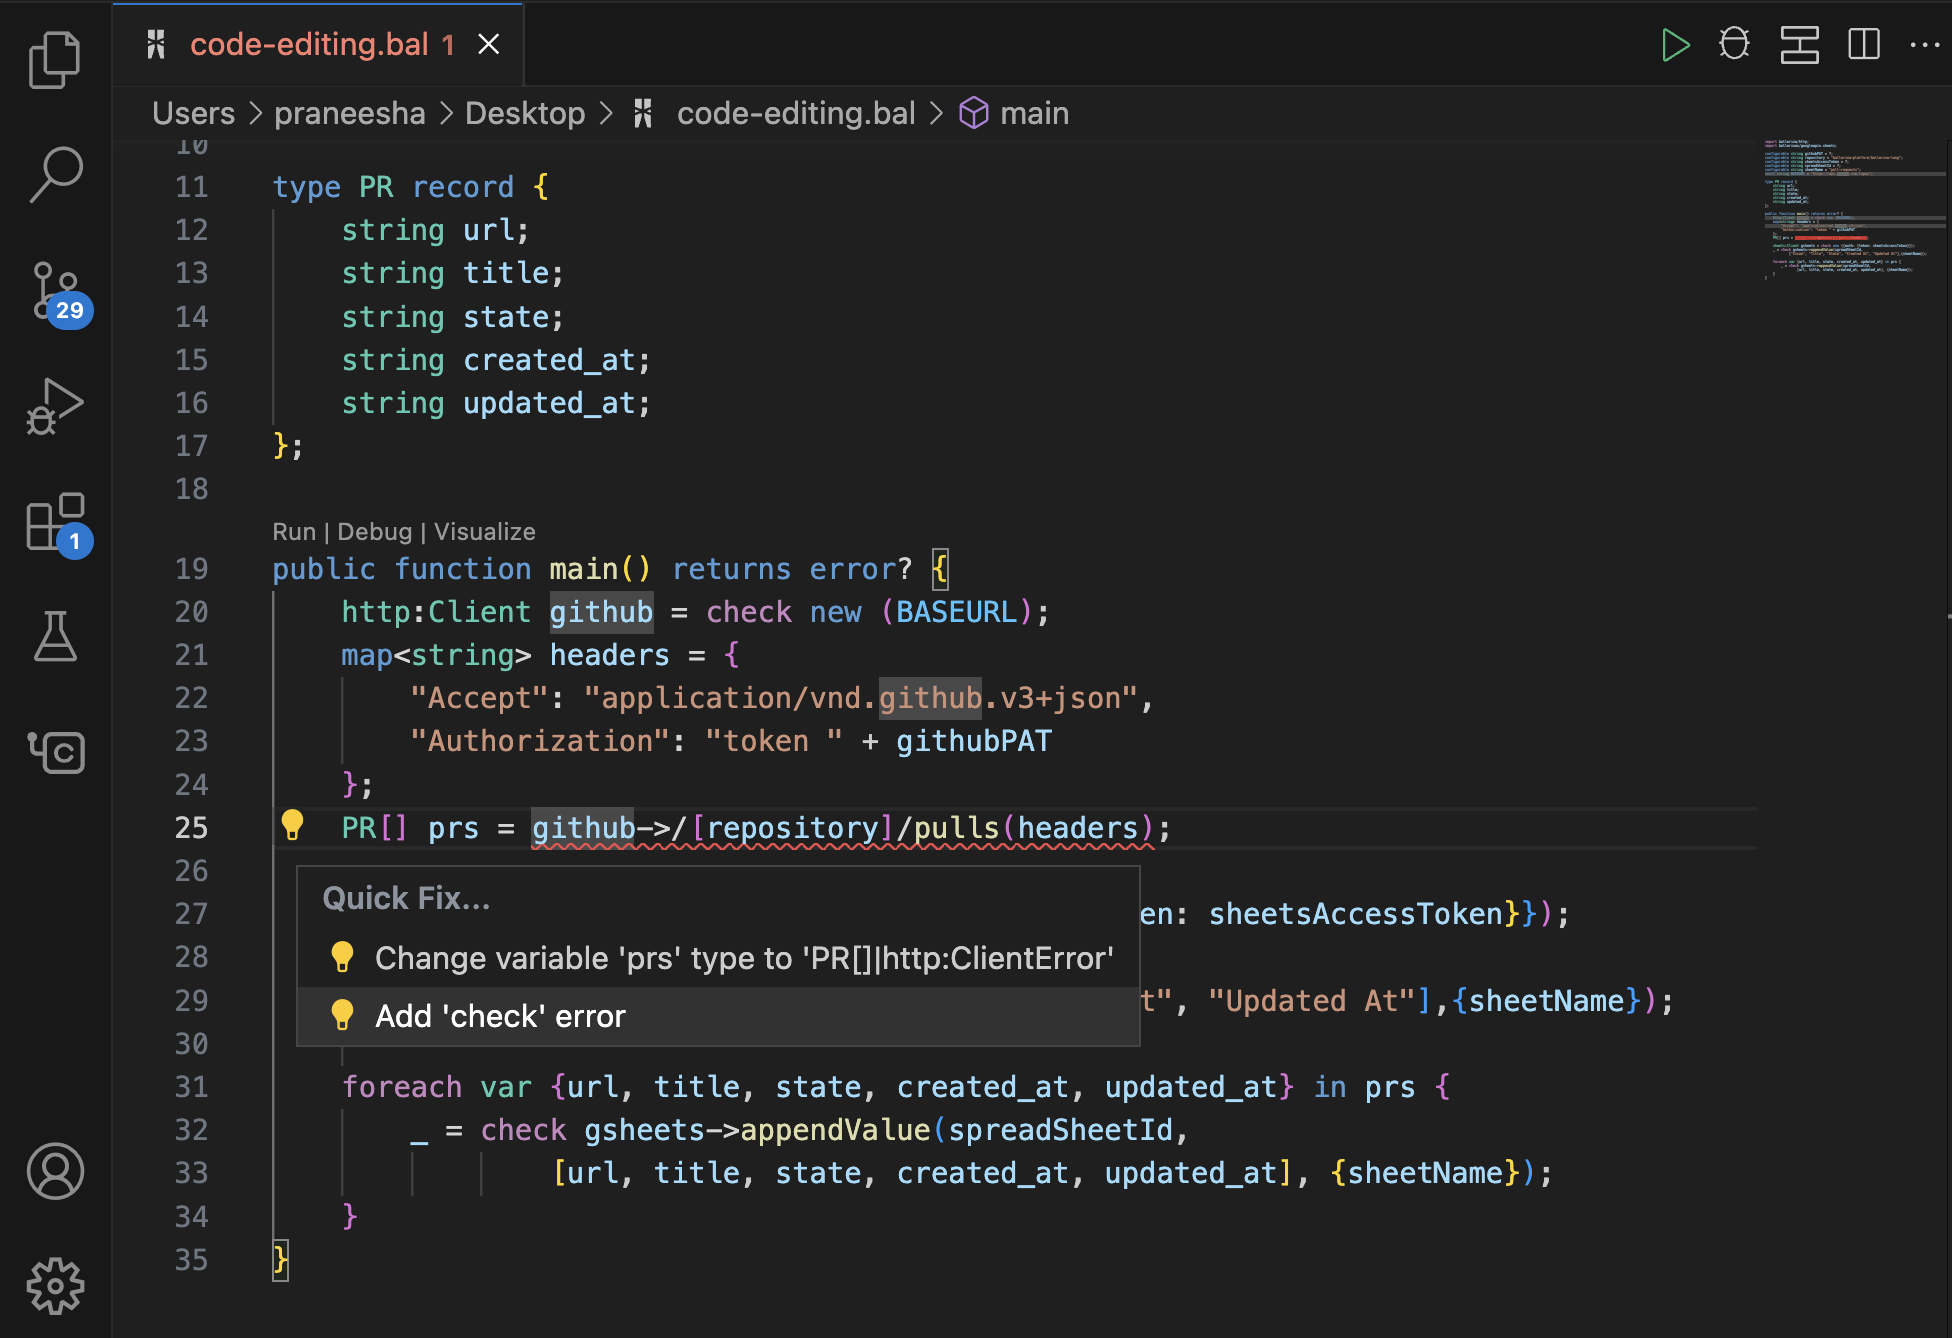 code-editing.bal 1
Users > praneesha > Desktop > code-editing.bal > main
10
11 type PR record {
12 string url;
13 string title;
14 string state;
15 string created_at;
16 string updated_at;
17 };
18
Run | Debug | Visualize
19 public function main() returns error? {
20 http:Client github = check new (BASEURL);
21 map<string> headers = {
22 "Accept": "application/vnd.github.v3+json",
23 "Authorization": "token " + githubPAT
24 };
25 PR[] prs = github->/[repository]/pulls(headers);
26
Quick Fix...
27 en: sheetsAccessToken}});
28
Change variable 'prs' type to 'PR[]|http:ClientError'
29 t", "Updated At"],{sheetName});
Add 'check' error
30
31 foreach var {url, title, state, created_at, updated_at} in prs {
32 _ = check gsheets->appendValue(spreadSheetId,
33 [url, title, state, created_at, updated_at], {sheetName});
34 }
35 }
29
1